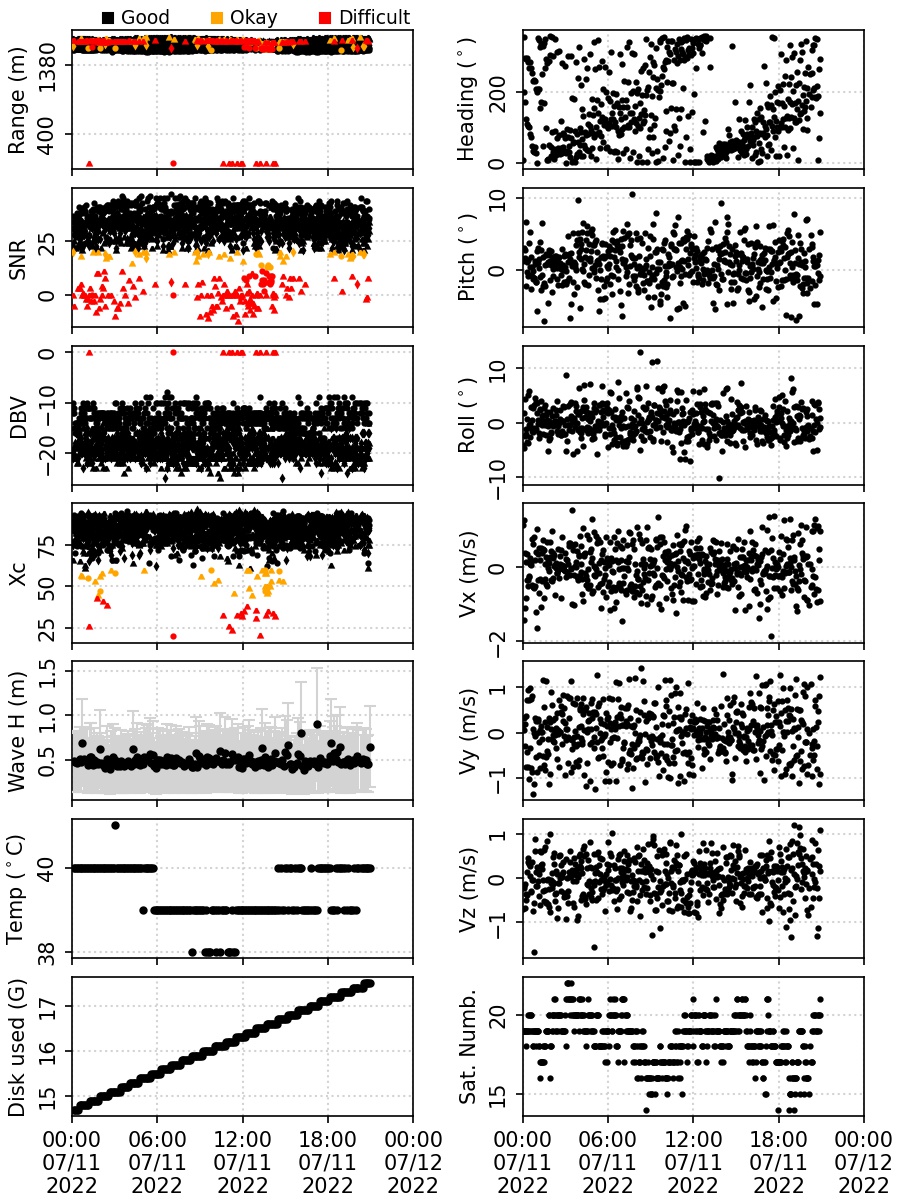 Good Okay Difficult
Range (m)
1380
400
Heading (°)
200
0
SNR
25
0
Pitch (°)
10
0
DBV
0
−10
−20
Roll (°)
10
0
−10
Xc
75
50
25
Vx (m/s)
0
−2
Wave H (m)
1.5
1.0
0.5
Vy (m/s)
1
0
−1
Temp (°C)
40
38
Vz (m/s)
1
0
−1
Disk used (G)
17
16
15
Sat. Numb.
20
15
00:00 06:00 12:00 18:00 00:00
07/11 07/11 07/11 07/11 07/12
2022 2022 2022 2022 2022
00:00 06:00 12:00 18:00 00:00
07/11 07/11 07/11 07/11 07/12
2022 2022 2022 2022 2022